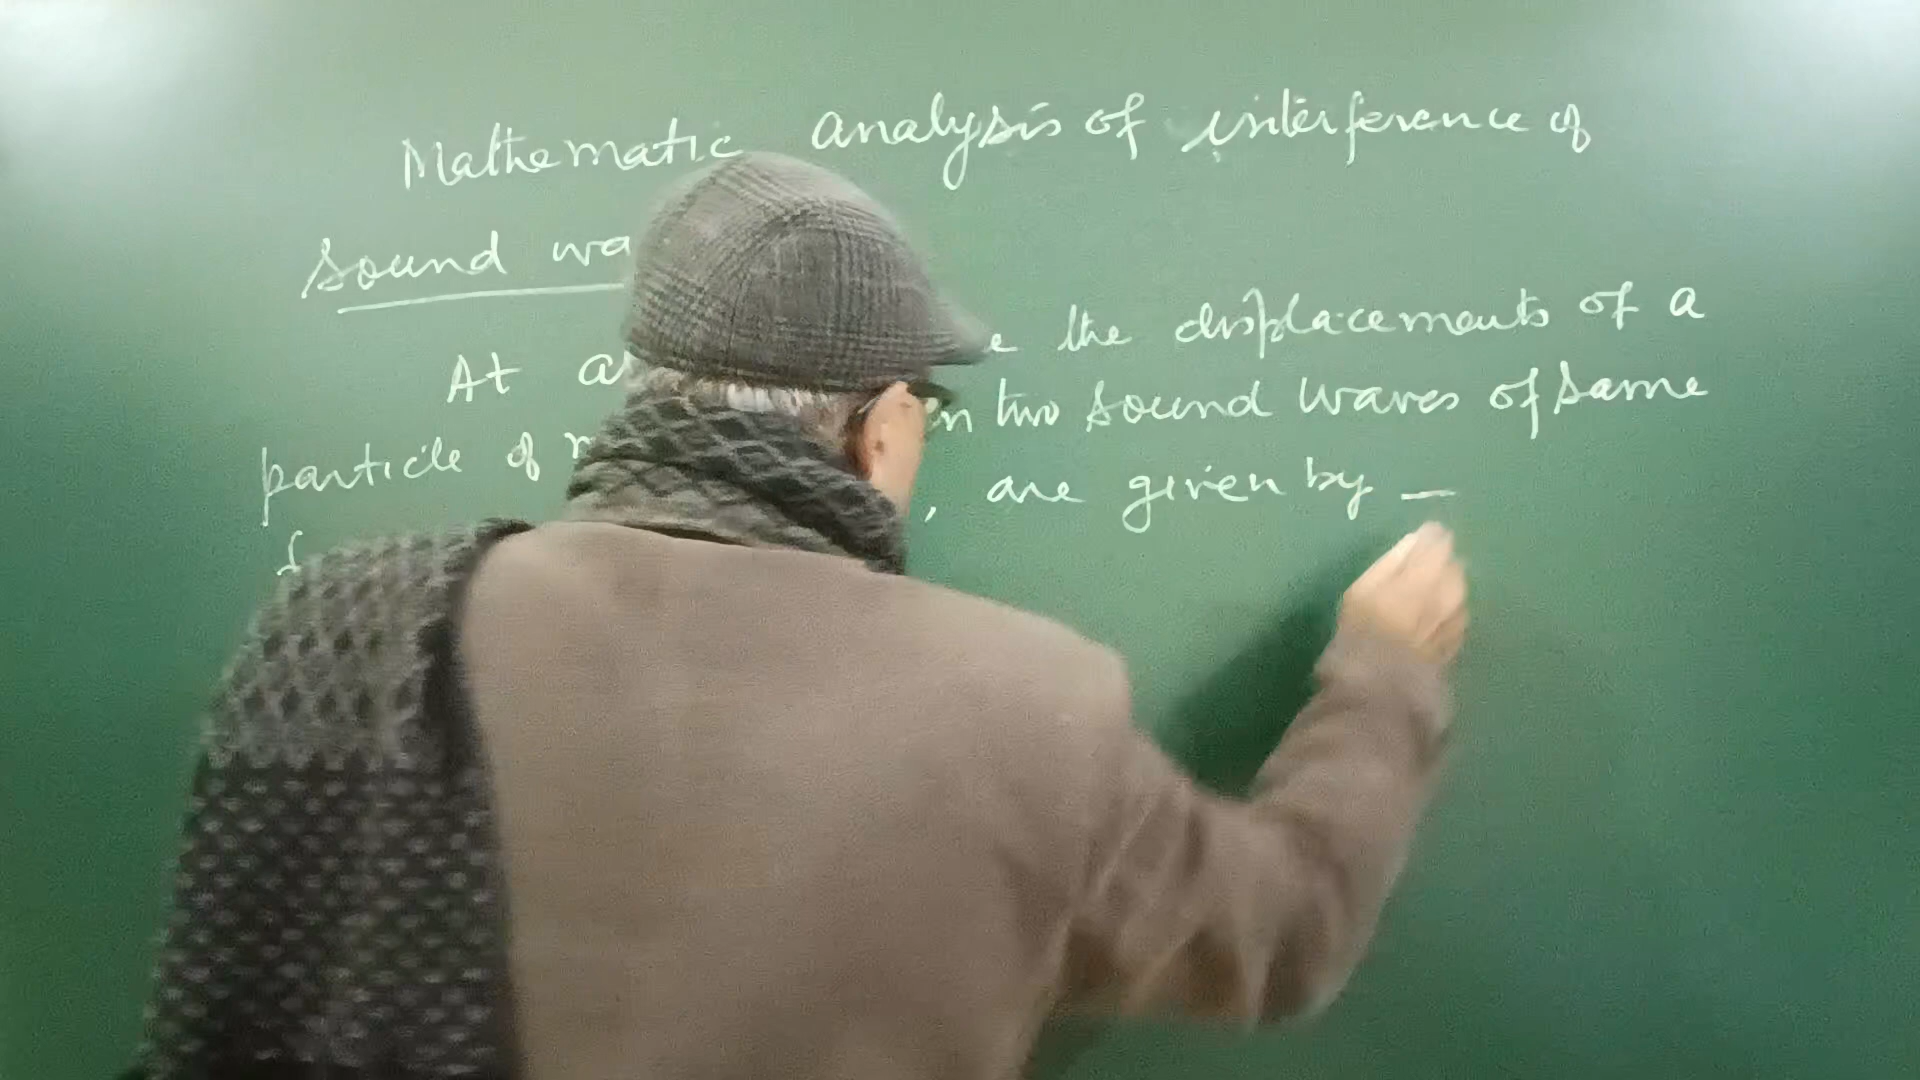 Mathematic analysis of interference of
sound wa
At a e the displacements of a
particle of m n two sound waves of same
f , are given by —